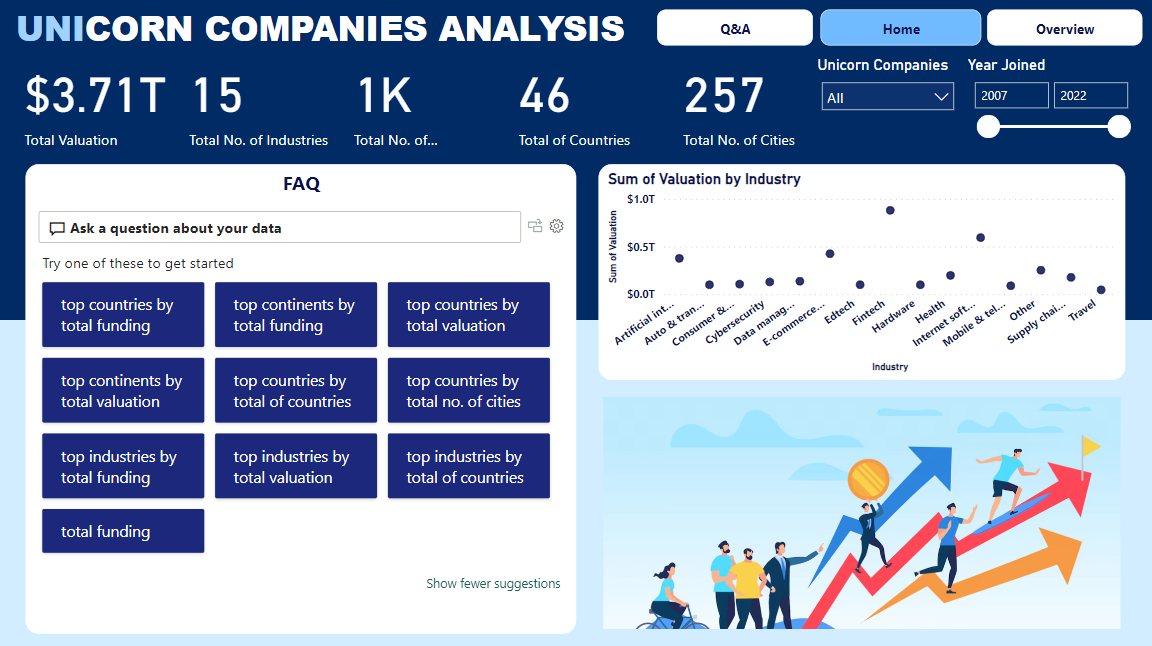 UNICORN COMPANIES ANALYSIS
Q&A
Home
Overview
$3.71T
15
1K
46
257
Total Valuation
Total No. of Industries
Total No. of...
Total of Countries
Total No. of Cities
Unicorn Companies
All
Year Joined
2007
2022
FAQ
Ask a question about your data
Try one of these to get started
top countries by
total funding
top continents by
total funding
top countries by
total valuation
top continents by
total valuation
top countries by
total of countries
top countries by
total no. of cities
top industries by
total funding
top industries by
total valuation
top industries by
total of countries
total funding
Show fewer suggestions
Sum of Valuation by Industry
Sum of Valuation
$1.0T
$0.5T
$0.0T
Artificial int...
Auto & tran...
Consumer &...
Cybersecurity
Data manag...
E-commerce...
Edtech
Fintech
Hardware
Health
Internet soft...
Mobile & tel...
Other
Supply chai...
Travel
Industry